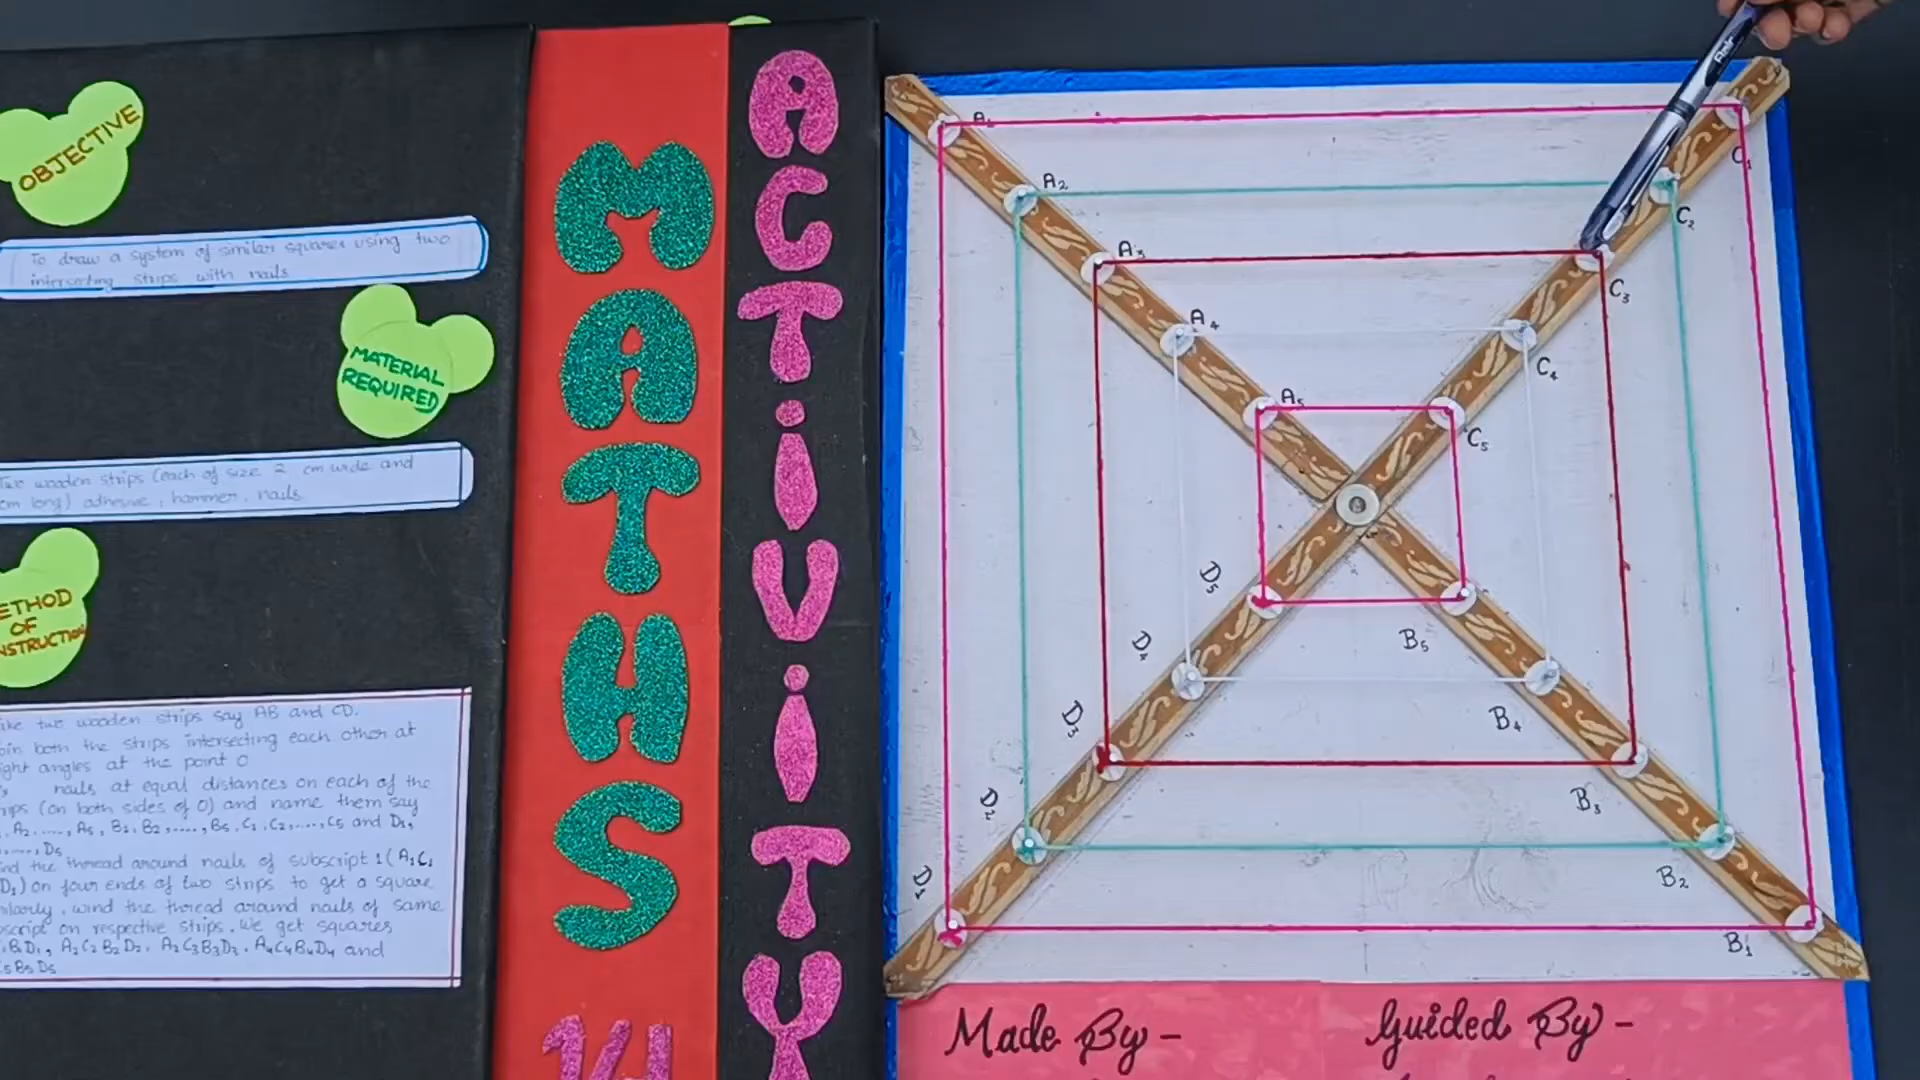 OBJECTIVE
To draw a system of similar squares using two
intersecting strips with nails
MATERIAL
REQUIRED
wooden strips (each of size 2 cm wide and
cm long) adhesive, hammer, nails
ETHOD
OF
NSTRUCTION
ke two wooden strips say AB and CD.
oin both the strips intersecting each other at
ght angles at the point O
nails at equal distances on each of the
rips (on both sides of O) and name them say
, A2, ....., A5, B1, B2, ....., B5, C1, C2, ....., C5 and D1,
....., D5
ind the thread around nails of subscript 1 (A1C1
D1) on four ends of two strips to get a square
ilarly, wind the thread around nails of same
bscript on respective strips. We get squares
B1D1, A2C2B2D2, A3C3B3D3, A4C4B4D4 and
5B5D5
MATHS
14
ACTiViTY
A1
A2
A3
A4
A5
C1
C2
C3
C4
C5
D5
D4
D3
D2
D1
B5
B4
B3
B2
B1
Made By -
Guided By -